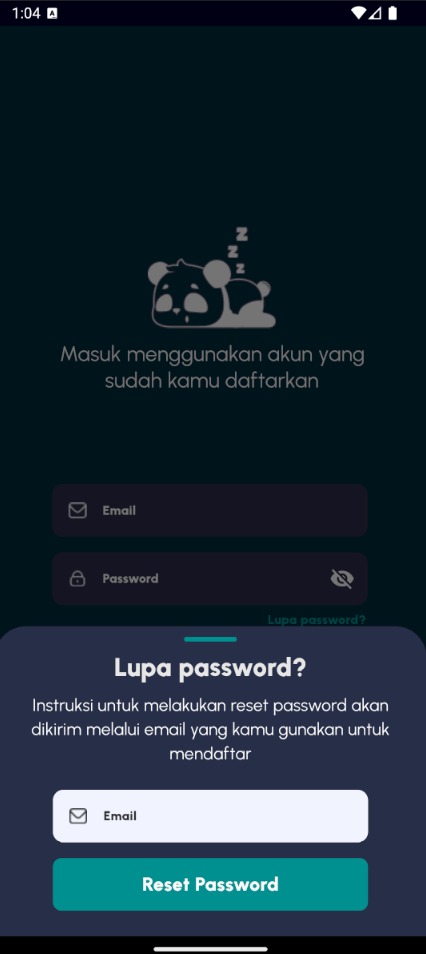 1:04 A
z
z
z
Masuk menggunakan akun yang
sudah kamu daftarkan
Email
Password
Lupa password?
Lupa password?
Instruksi untuk melakukan reset password akan
dikirim melalui email yang kamu gunakan untuk
mendaftar
Email
Reset Password